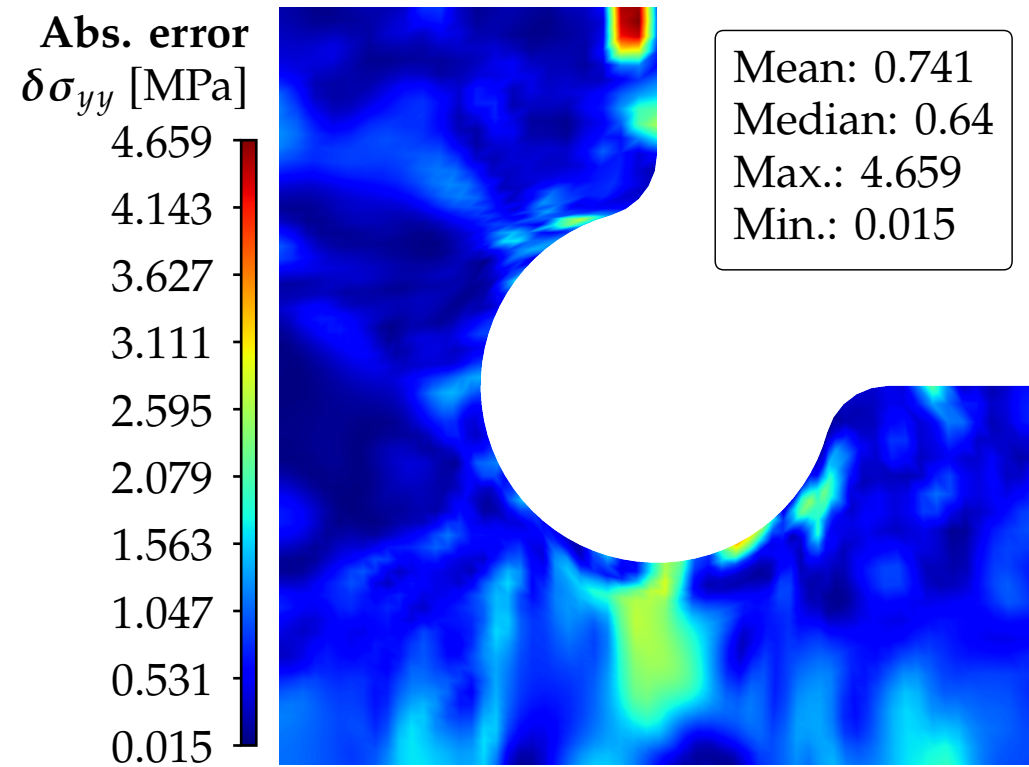 Abs. error
δσyy [MPa]
4.659
4.143
3.627
3.111
2.595
2.079
1.563
1.047
0.531
0.015
Mean: 0.741
Median: 0.64
Max.: 4.659
Min.: 0.015